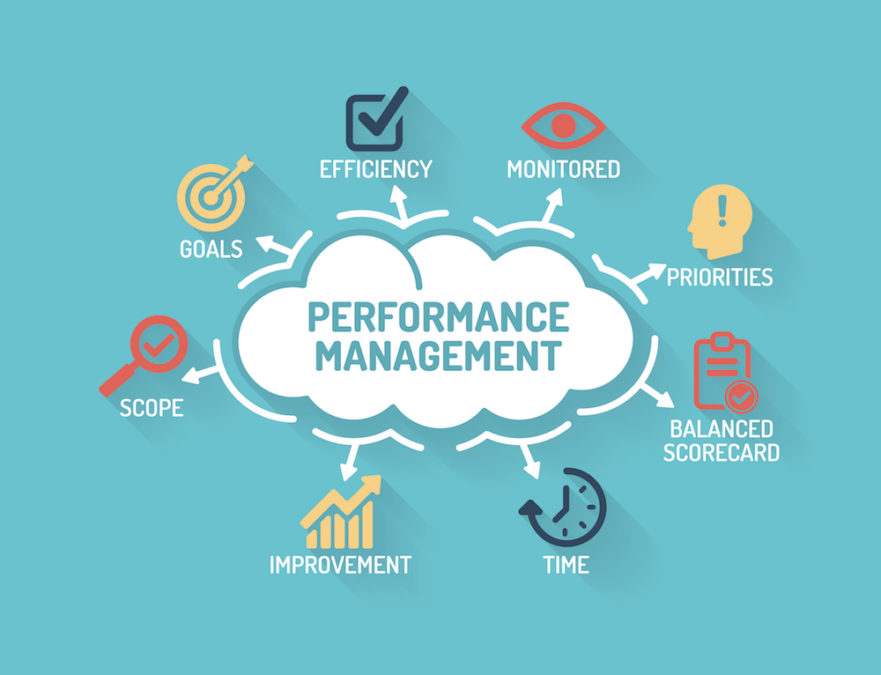 EFFICIENCY
MONITORED
GOALS
PRIORITIES
PERFORMANCE
MANAGEMENT
SCOPE
BALANCED
SCORECARD
IMPROVEMENT
TIME